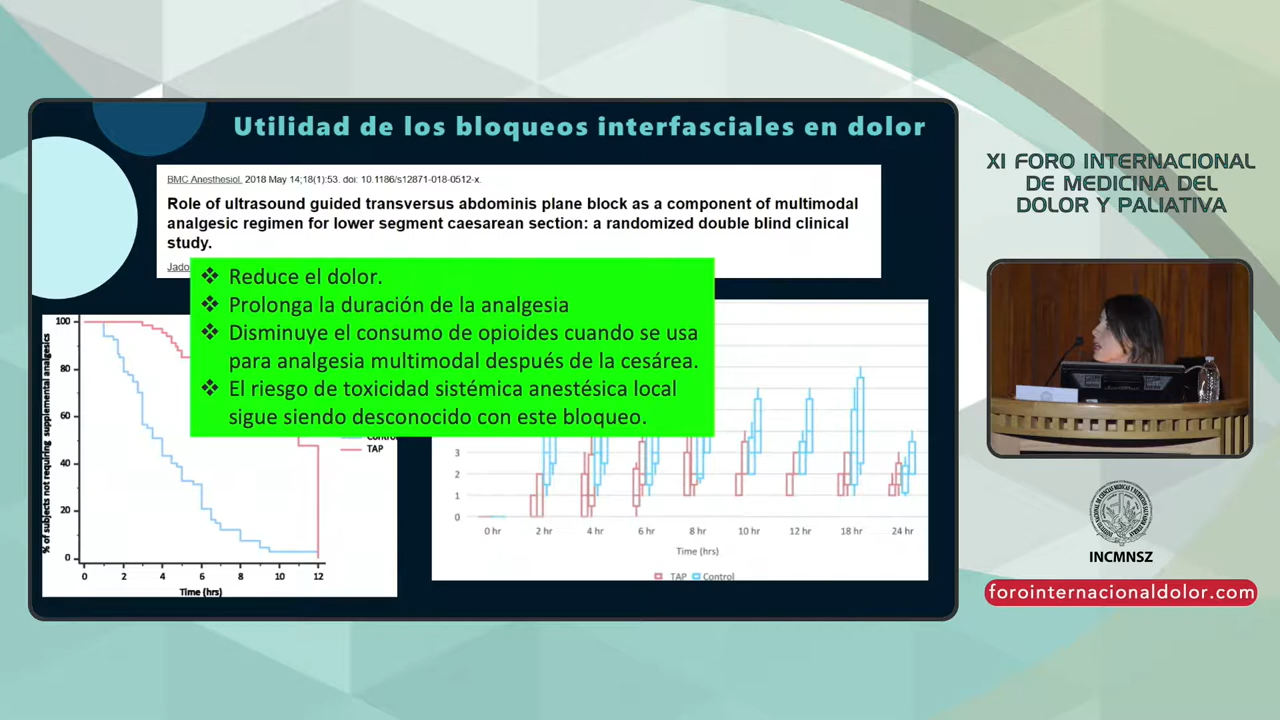 Utilidad de los bloqueos interfasciales en dolor
BMC Anesthesiol. 2018 May 14;18(1):53. doi: 10.1186/s12871-018-0512-x.
Role of ultrasound guided transversus abdominis plane block as a component of multimodal
analgesic regimen for lower segment caesarean section: a randomized double blind clinical
study.
❖ Reduce el dolor.
❖ Prolonga la duración de la analgesia
❖ Disminuye el consumo de opioides cuando se usa
para analgesia multimodal después de la cesárea.
❖ El riesgo de toxicidad sistémica anestésica local
sigue siendo desconocido con este bloqueo.
% of subjects not requiring supplemental analgesics
100
80
60
40
20
0
0 2 4 6 8 10 12
Time (hrs)
Control
TAP
3
2
1
0
0 hr 2 hr 4 hr 6 hr 8 hr 10 hr 12 hr 18 hr 24 hr
Time (hrs)
TAP Control
XI FORO INTERNACIONAL
DE MEDICINA DEL
DOLOR Y PALIATIVA
INCMNSZ
forointernacionaldolor.com